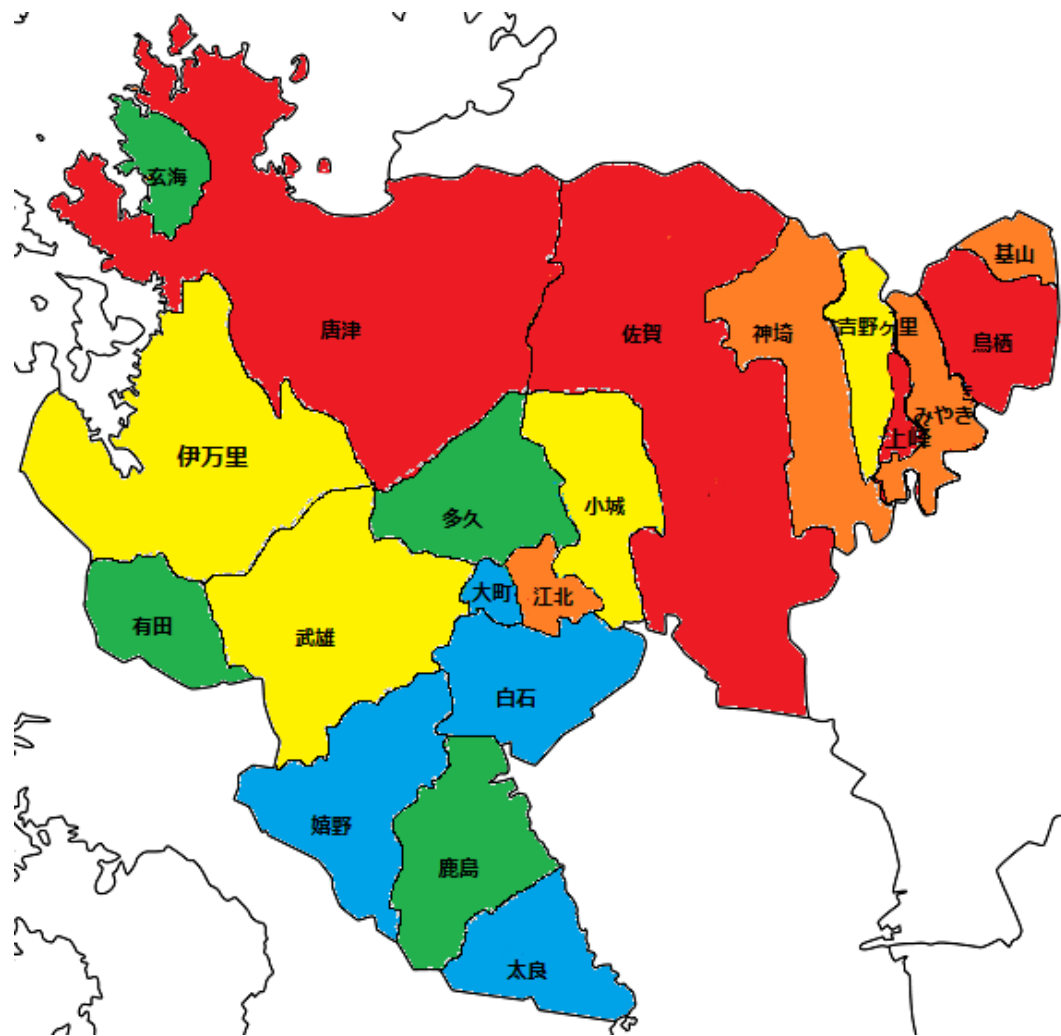 玄海
基山
唐津
佐賀
神埼
吉野ヶ里
鳥栖
みやき
上峰
伊万里
多久
小城
大町
江北
有田
武雄
白石
嬉野
鹿島
太良